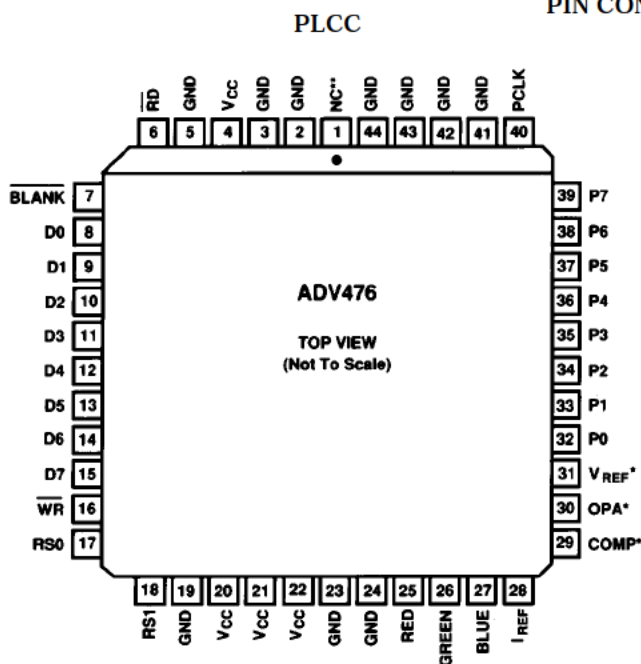 PIN CON
PLCC
RD GND VCC GND GND NC** GND GND GND GND PCLK
6 5 4 3 2 1 44 43 42 41 40
BLANK 7 39 P7
D0 8 38 P6
D1 9 37 P5
D2 10 36 P4
D3 11 35 P3
D4 12 34 P2
D5 13 33 P1
D6 14 32 P0
D7 15 31 VREF*
WR 16 30 OPA*
RS0 17 29 COMP*
ADV476
TOP VIEW
(Not To Scale)
18 19 20 21 22 23 24 25 26 27 28
RS1 GND VCC VCC VCC GND GND RED GREEN BLUE IREF